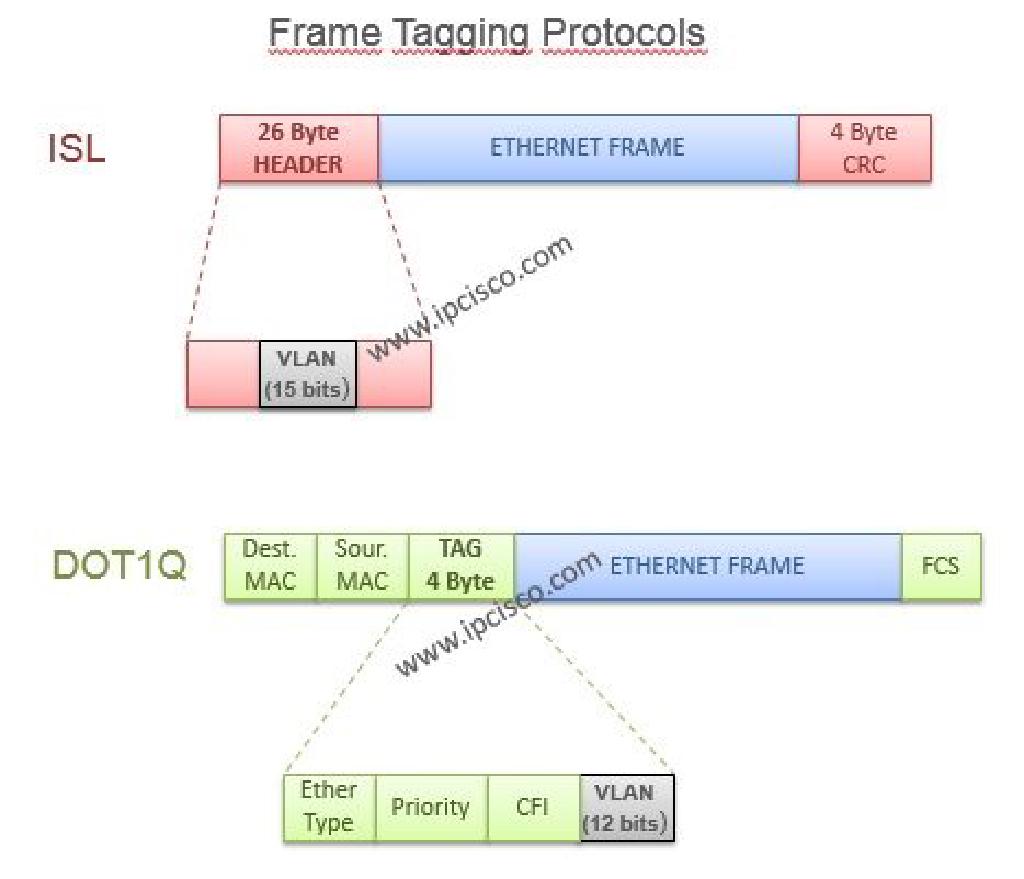 Frame Tagging Protocols
ISL
26 Byte
HEADER
ETHERNET FRAME
4 Byte
CRC
www.ipcisco.com
VLAN
(15 bits)
DOT1Q
Dest.
MAC
Sour.
MAC
TAG
4 Byte
ETHERNET FRAME
FCS
www.ipcisco.com
Ether
Type
Priority
CFI
VLAN
(12 bits)